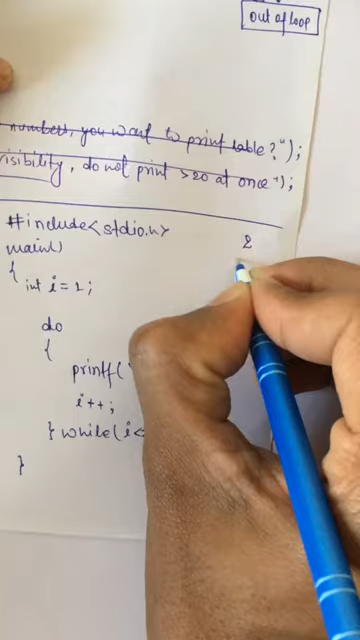 Out of loop
numbers, you want to print table?");
visibility, do not print >20 at once");
#include<stdio.h>
main()
2
{
int i=1;
do
{
printf("
i++;
} while(i<
}